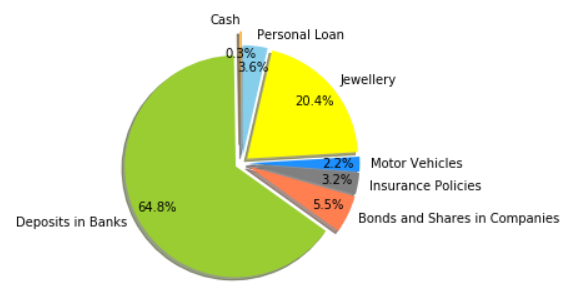 Cash
Personal Loan
0.3%
3.6%
Jewellery
20.4%
2.2%
Motor Vehicles
3.2%
Insurance Policies
5.5%
Bonds and Shares in Companies
64.8%
Deposits in Banks